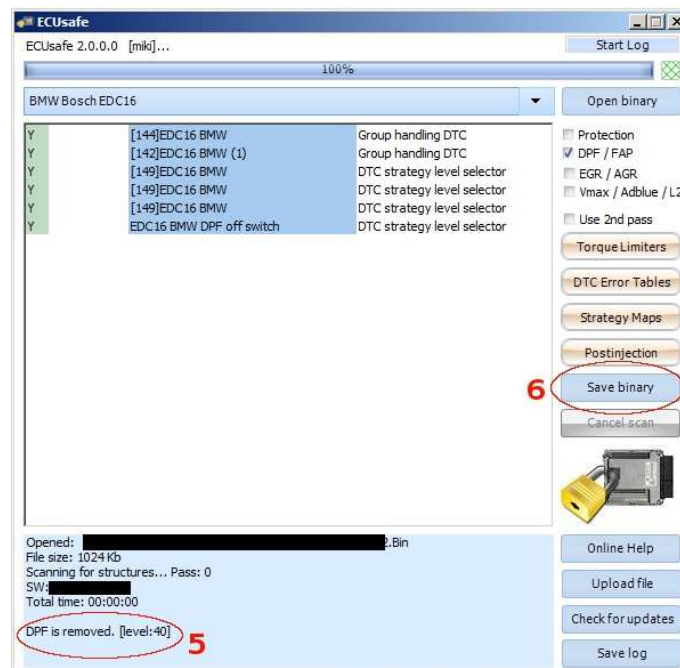 ECUsafe
ECUsafe 2.0.0.0 [miki]...
Start Log
100%
BMW Bosch EDC16
Open binary
Y [144]EDC16 BMW Group handling DTC
Y [142]EDC16 BMW (1) Group handling DTC
Y [149]EDC16 BMW DTC strategy level selector
Y [149]EDC16 BMW DTC strategy level selector
Y [149]EDC16 BMW DTC strategy level selector
Y EDC16 BMW DPF off switch DTC strategy level selector
Protection
DPF / FAP
EGR / AGR
Vmax / Adblue / L2
Use 2nd pass
Torque Limiters
DTC Error Tables
Strategy Maps
Postinjection
6
Save binary
Cancel scan
Opened: 2.Bin
File size: 1024 Kb
Scanning for structures... Pass: 0
SW:
Total time: 00:00:00
DPF is removed. [level:40]
5
Online Help
Upload file
Check for updates
Save log